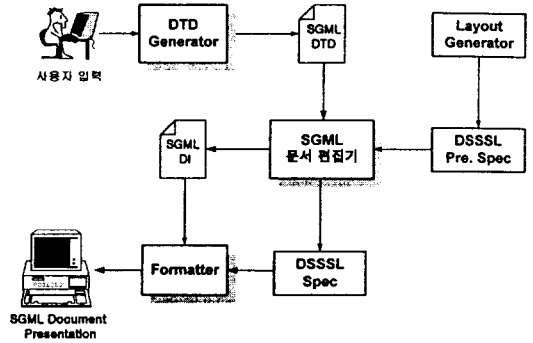 DTD
Generator
SGML
DTD
Layout
Generator
사용자 입력
SGML
DI
SGML
문서 편집기
DSSSL
Pre. Spec
Formatter
DSSSL
Spec
SGML Document
Presentation